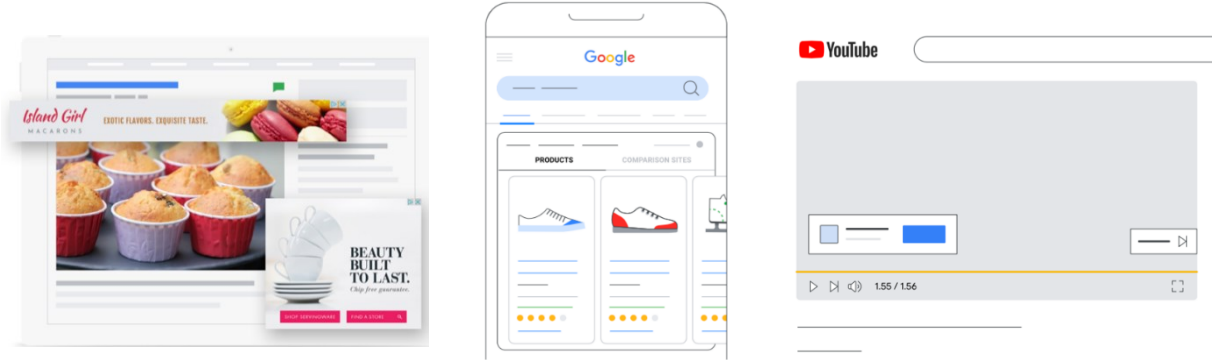 Island Girl
MACARONS
EXOTIC FLAVORS. EXQUISITE TASTE.
BEAUTY
BUILT
TO LAST.
Chip free guarantee.
SHOP SERVINGWARE
FIND A STORE
Google
PRODUCTS
COMPARISON SITES
YouTube
1.55 / 1.56